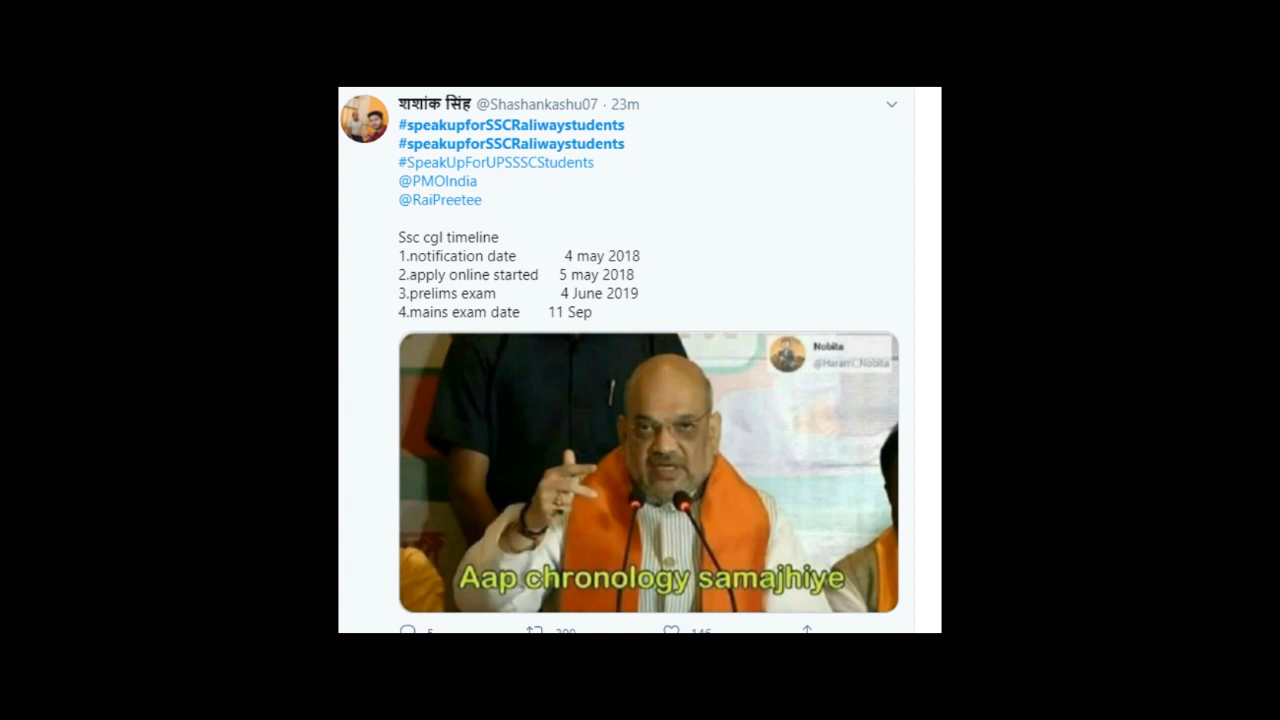 शशांक सिंह @Shashankashu07 · 23m
#speakupforSSCRaliwaystudents
#speakupforSSCRaliwaystudents
#SpeakUpForUPSSSCStudents
@PMOIndia
@RaiPreetee
Ssc cgl timeline
1.notification date 4 may 2018
2.apply online started 5 may 2018
3.prelims exam 4 June 2019
4.mains exam date 11 Sep
Nobita
@Harami_Nobita
Aap chronology samajhiye